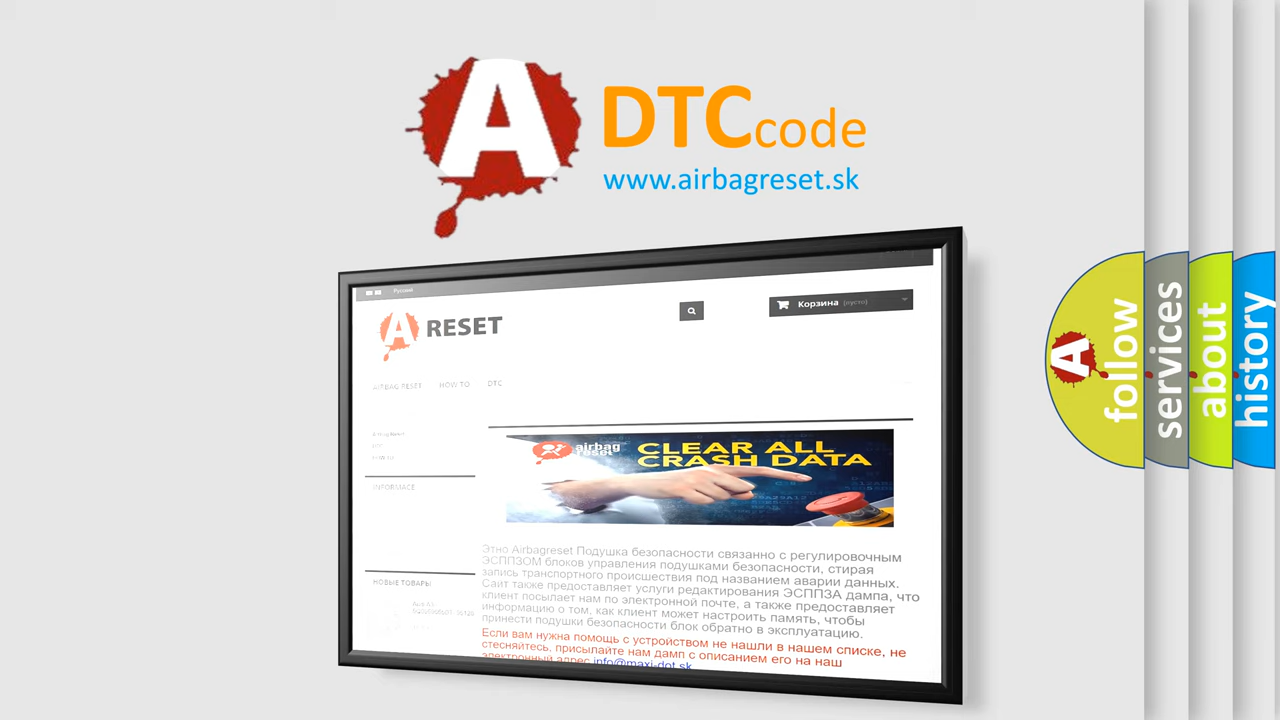 A
DTCcode
www.airbagreset.sk
Русский
A RESET
Корзина (пусто)
AIRBAG RESET HOW TO DTC
Airbag Reset
DTC
HOW TO
INFORMACE
airbag
reset
CLEAR ALL
CRASH DATA
НОВЫЕ ТОВАРЫ
Этно Airbagreset Подушка безопасности связанно с регулировочным
ЭСППЗОМ блоков управления подушками безопасности, стирая
запись транспортного происшествия под названием аварии данных.
Сайт также предоставляет услуги редактирования ЭСППЗА дампа, что
клиент посылает нам по электронной почте, а также предоставляет
информацию о том, как клиент может настроить память, чтобы
принести подушки безопасности блок обратно в эксплуатацию.
Если вам нужна помощь с устройством не нашли в нашем списке, не
стесняйтесь, присылайте нам дамп с описанием его на наш
электронный адрес info@maxi-dot.sk
A
follow
services
about
history